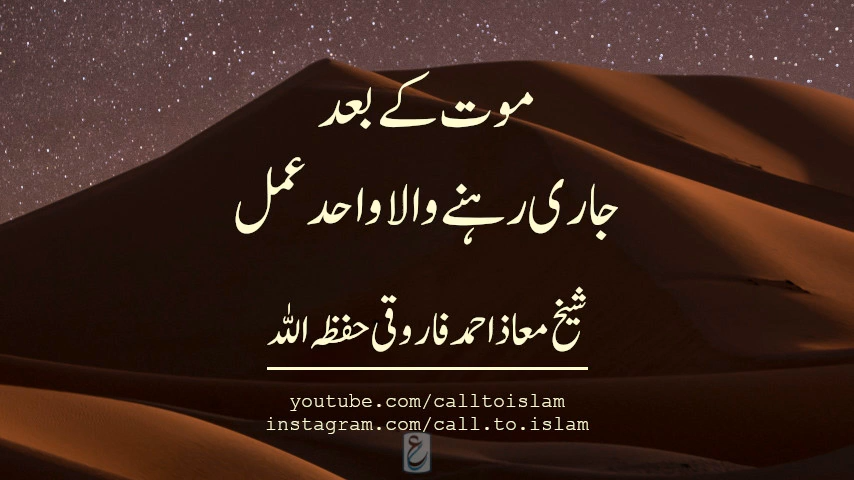 موت کے بعد
جاری رہنے والا واحد عمل
شیخ معاذ احمد فاروقی حفظہ اللہ
youtube.com/calltoislam
instagram.com/call.to.islam
ع